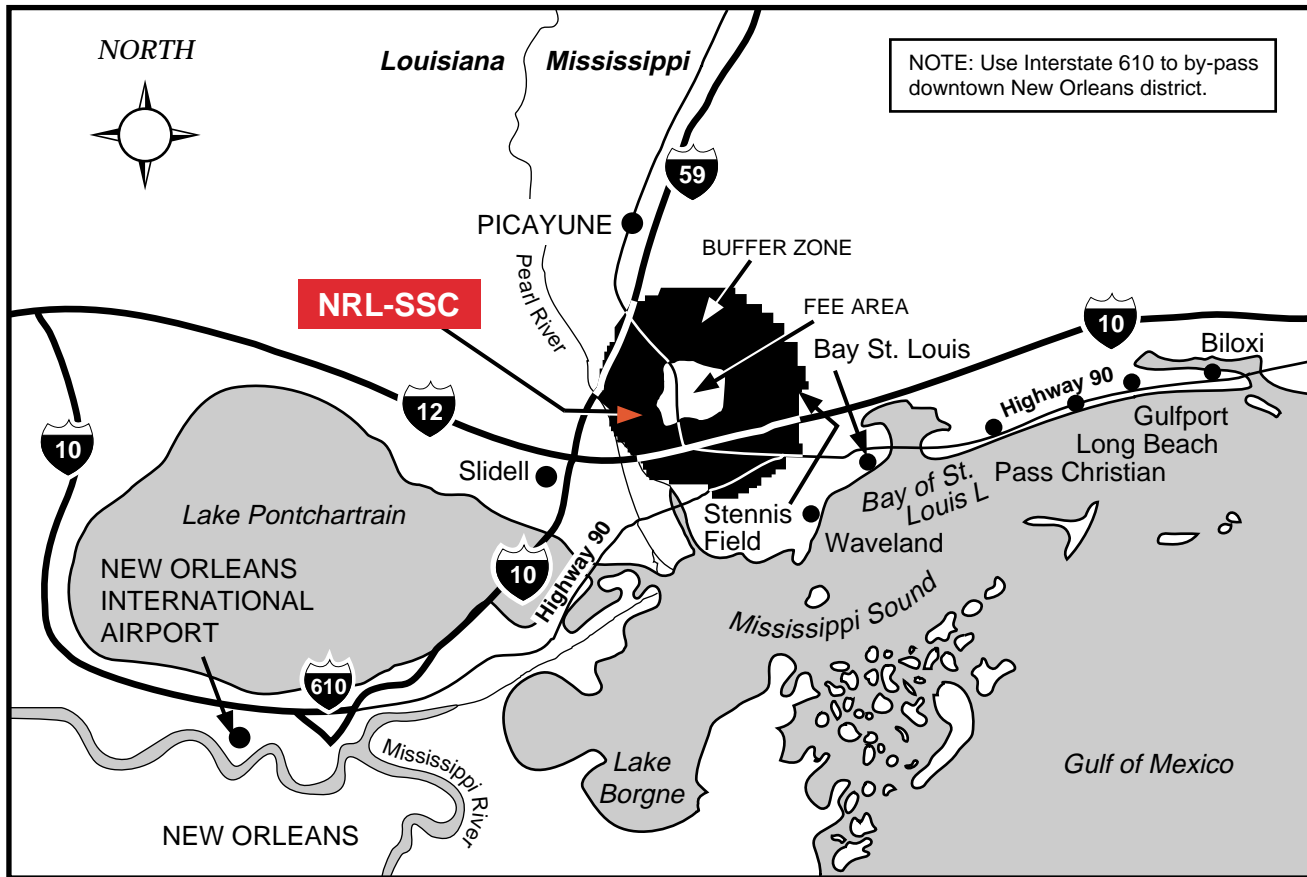 NORTH
Louisiana
Mississippi
NOTE: Use Interstate 610 to by-pass
downtown New Orleans district.
59
PICAYUNE
BUFFER ZONE
Pearl River
NRL-SSC
FEE AREA
10
Bay St. Louis
Biloxi
Highway 90
12
10
Gulfport
Long Beach
Pass Christian
Slidell
Bay of St.
Louis L
Lake Pontchartrain
Stennis
Field
Waveland
10
Highway 90
NEW ORLEANS
INTERNATIONAL
AIRPORT
Mississippi Sound
610
Mississippi River
Lake
Borgne
Gulf of Mexico
NEW ORLEANS